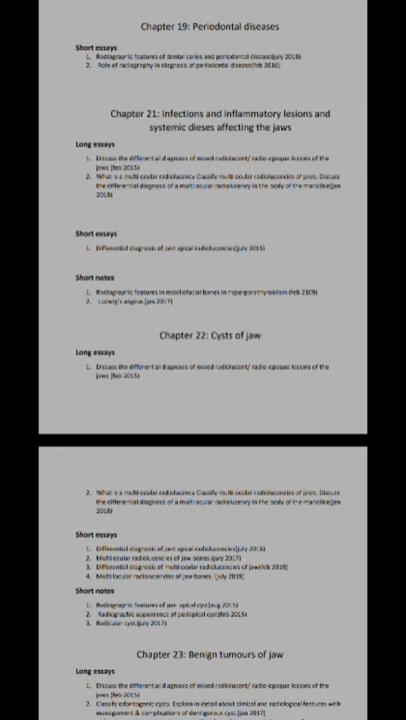 Chapter 19: Periodontal diseases
Short essays
1. Radiographic features of dental caries and periodontal disease(july 2018)
2. Role of radiography in diagnosis of periodontal disease(feb 2016)
Chapter 21: Infections and inflammatory lesions and
systemic dieses affecting the jaws
Long essays
1. Discuss the differential diagnosis of mixed radiolucent/ radio-opaque lesions of the
jaws (feb 2015)
2. What is a multi ocular radiolucency Classify multi ocular radiolucencies of jaws. Discuss
the differential diagnosis of a multi ocular radiolucency in the body of the mandible(jan
2018)
Short essays
1. Differential diagnosis of peri apical radiolucencies(july 2016)
Short notes
1. Radiographic features in maxillofacial bones in hyperparathyroidism (feb
2. Ludwig's angina.(jan 2017)
Chapter 22: Cysts of jaw
Long essays
1. Discuss the differential diagnosis of mixed radiolucent/ radio-opaque lesions of the
jaws (feb 2015)
2. What is a multi ocular radiolucency Classify multi ocular radiolucencies of jaws. Discuss
the differential diagnosis of a multi ocular radiolucency in the body of the mandible(jan
2018)
Short essays
1. Differential diagnosis of peri apical radiolucencies(july 2016)
2. Multi ocular radiolucencies of jaw bones.(july 2017)
3. Differential diagnosis of multi ocular radiolucencies of jaw(feb
4. Multi locular radiolucencies of jaw bones. (july 2019)
Short notes
1. Radiographic features of peri apical cyst(aug 2015)
2. Radiographic appearance of periapical cyst(feb 2015)
3. Radicular cyst.(july 2017)
Chapter 23: Benign tumours of jaw
Long essays
1. Discuss the differential diagnosis of mixed radiolucent/ radio-opaque lesions of the
jaws (feb 2015)
2. Classify odontogenic cysts. Explain in detail about clinical and radiological features with
management & complications of dentigerous cyst.(jan 2017)